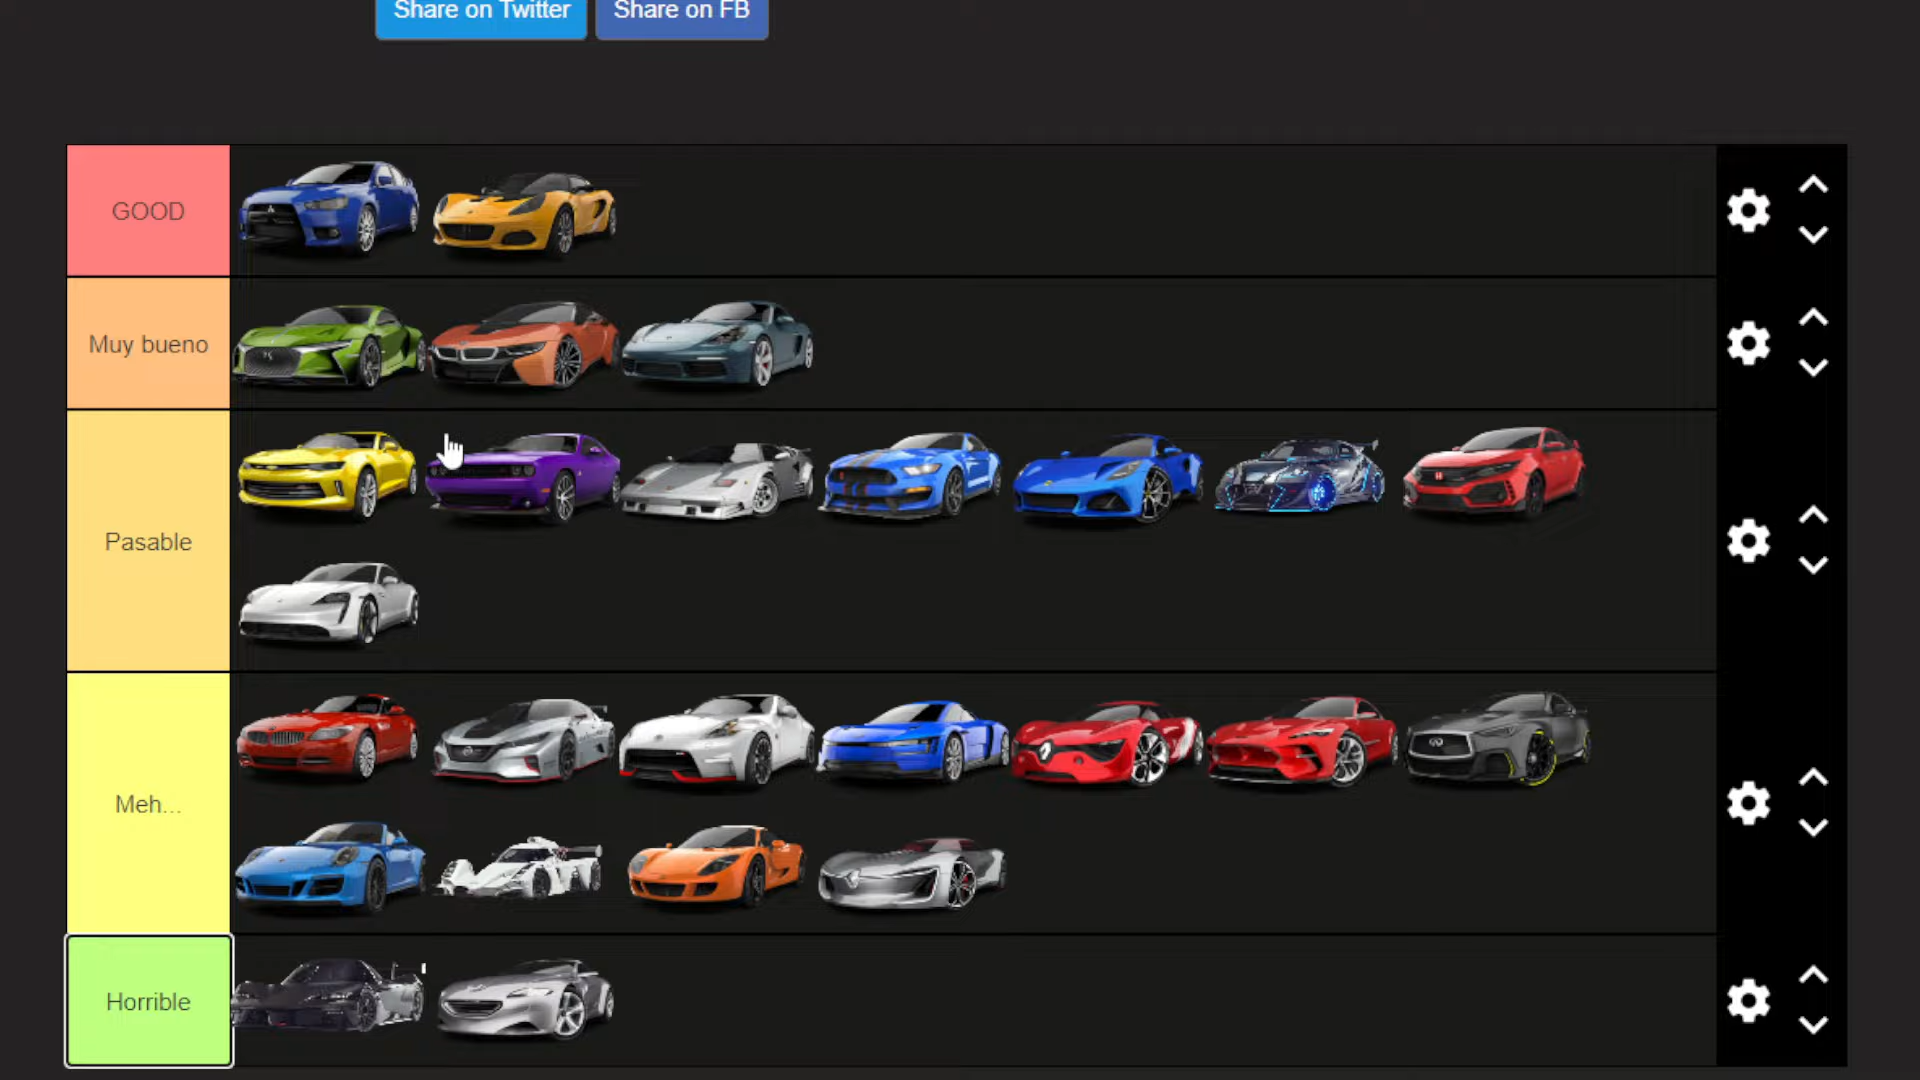 Share on Twitter Share on FB
GOOD
Muy bueno
Pasable
Meh...
Horrible